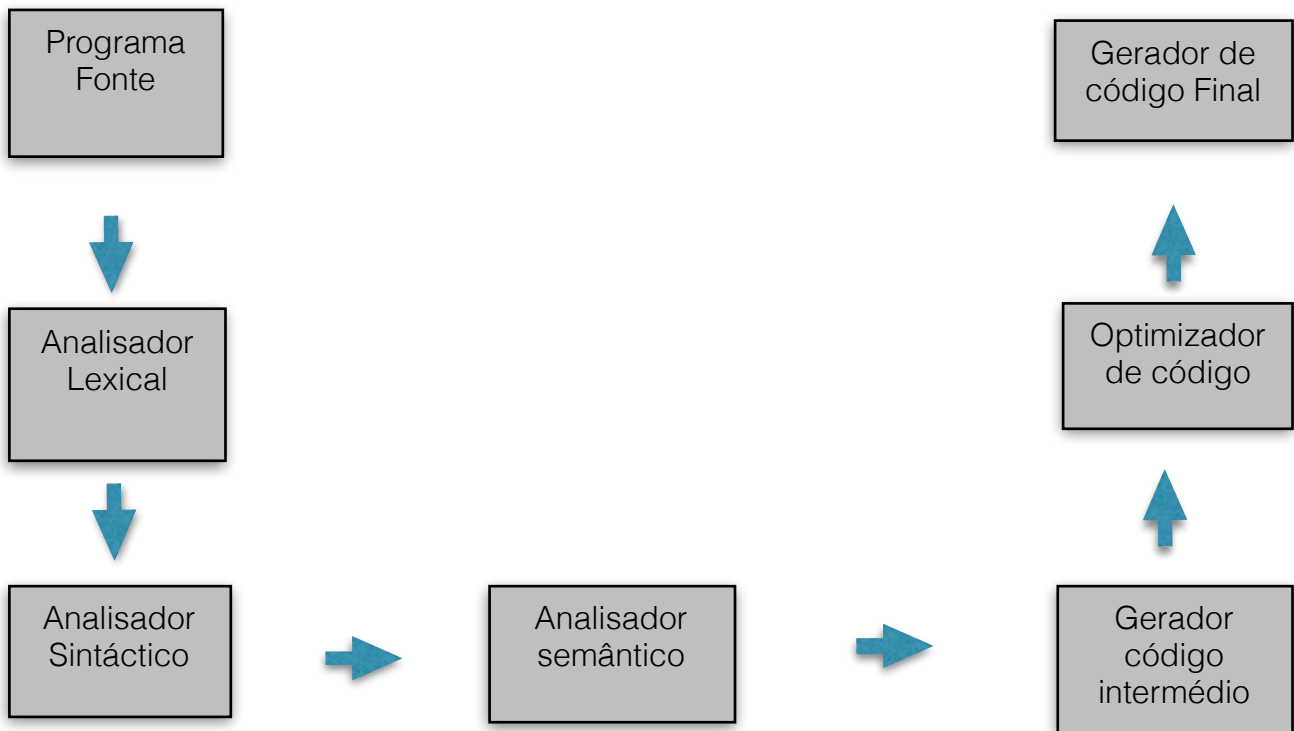 Programa
Fonte
Analisador
Lexical
Analisador
Sintáctico
Analisador
semântico
Gerador
código
intermédio
Optimizador
de código
Gerador de
código Final